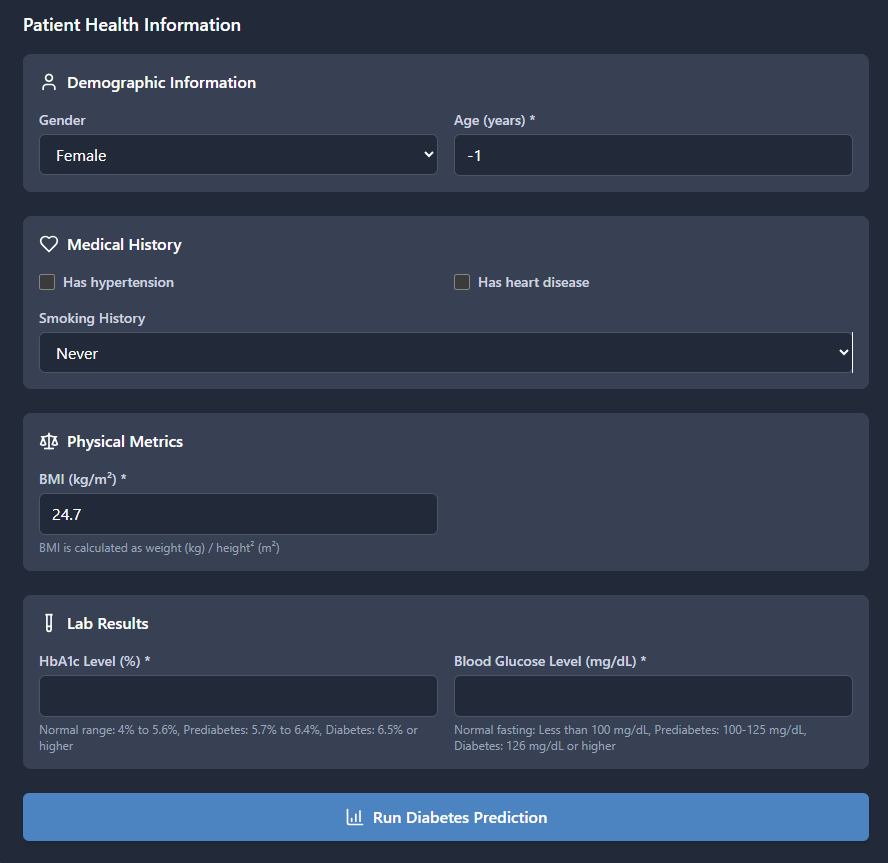 Patient Health Information
Demographic Information
Gender
Age (years) *
Female
-1
Medical History
Has hypertension
Has heart disease
Smoking History
Never
Physical Metrics
BMI (kg/m²) *
24.7
BMI is calculated as weight (kg) / height² (m²)
Lab Results
HbA1c Level (%) *
Blood Glucose Level (mg/dL) *
Normal range: 4% to 5.6%, Prediabetes: 5.7% to 6.4%, Diabetes: 6.5% or
higher
Normal fasting: Less than 100 mg/dL, Prediabetes: 100-125 mg/dL,
Diabetes: 126 mg/dL or higher
Run Diabetes Prediction